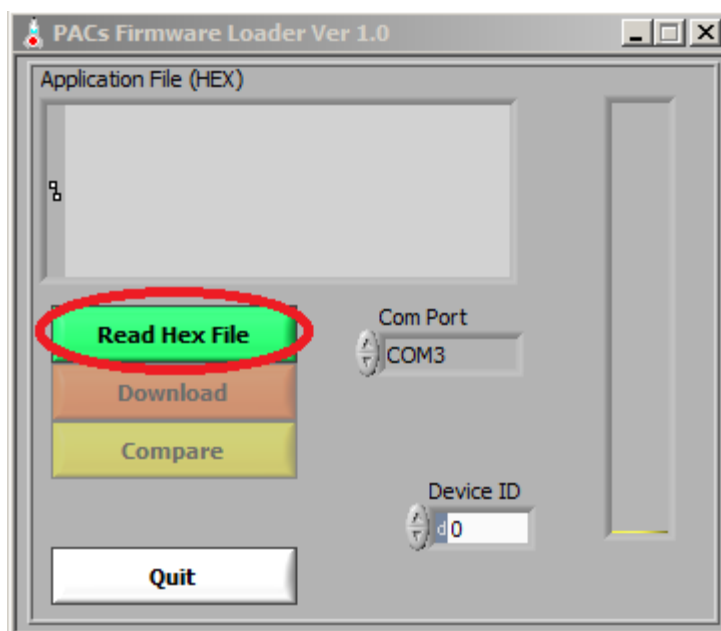 PACs Firmware Loader Ver 1.0
Application File (HEX)
Read Hex File
Com Port
COM3
Download
Compare
Device ID
d 0
Quit